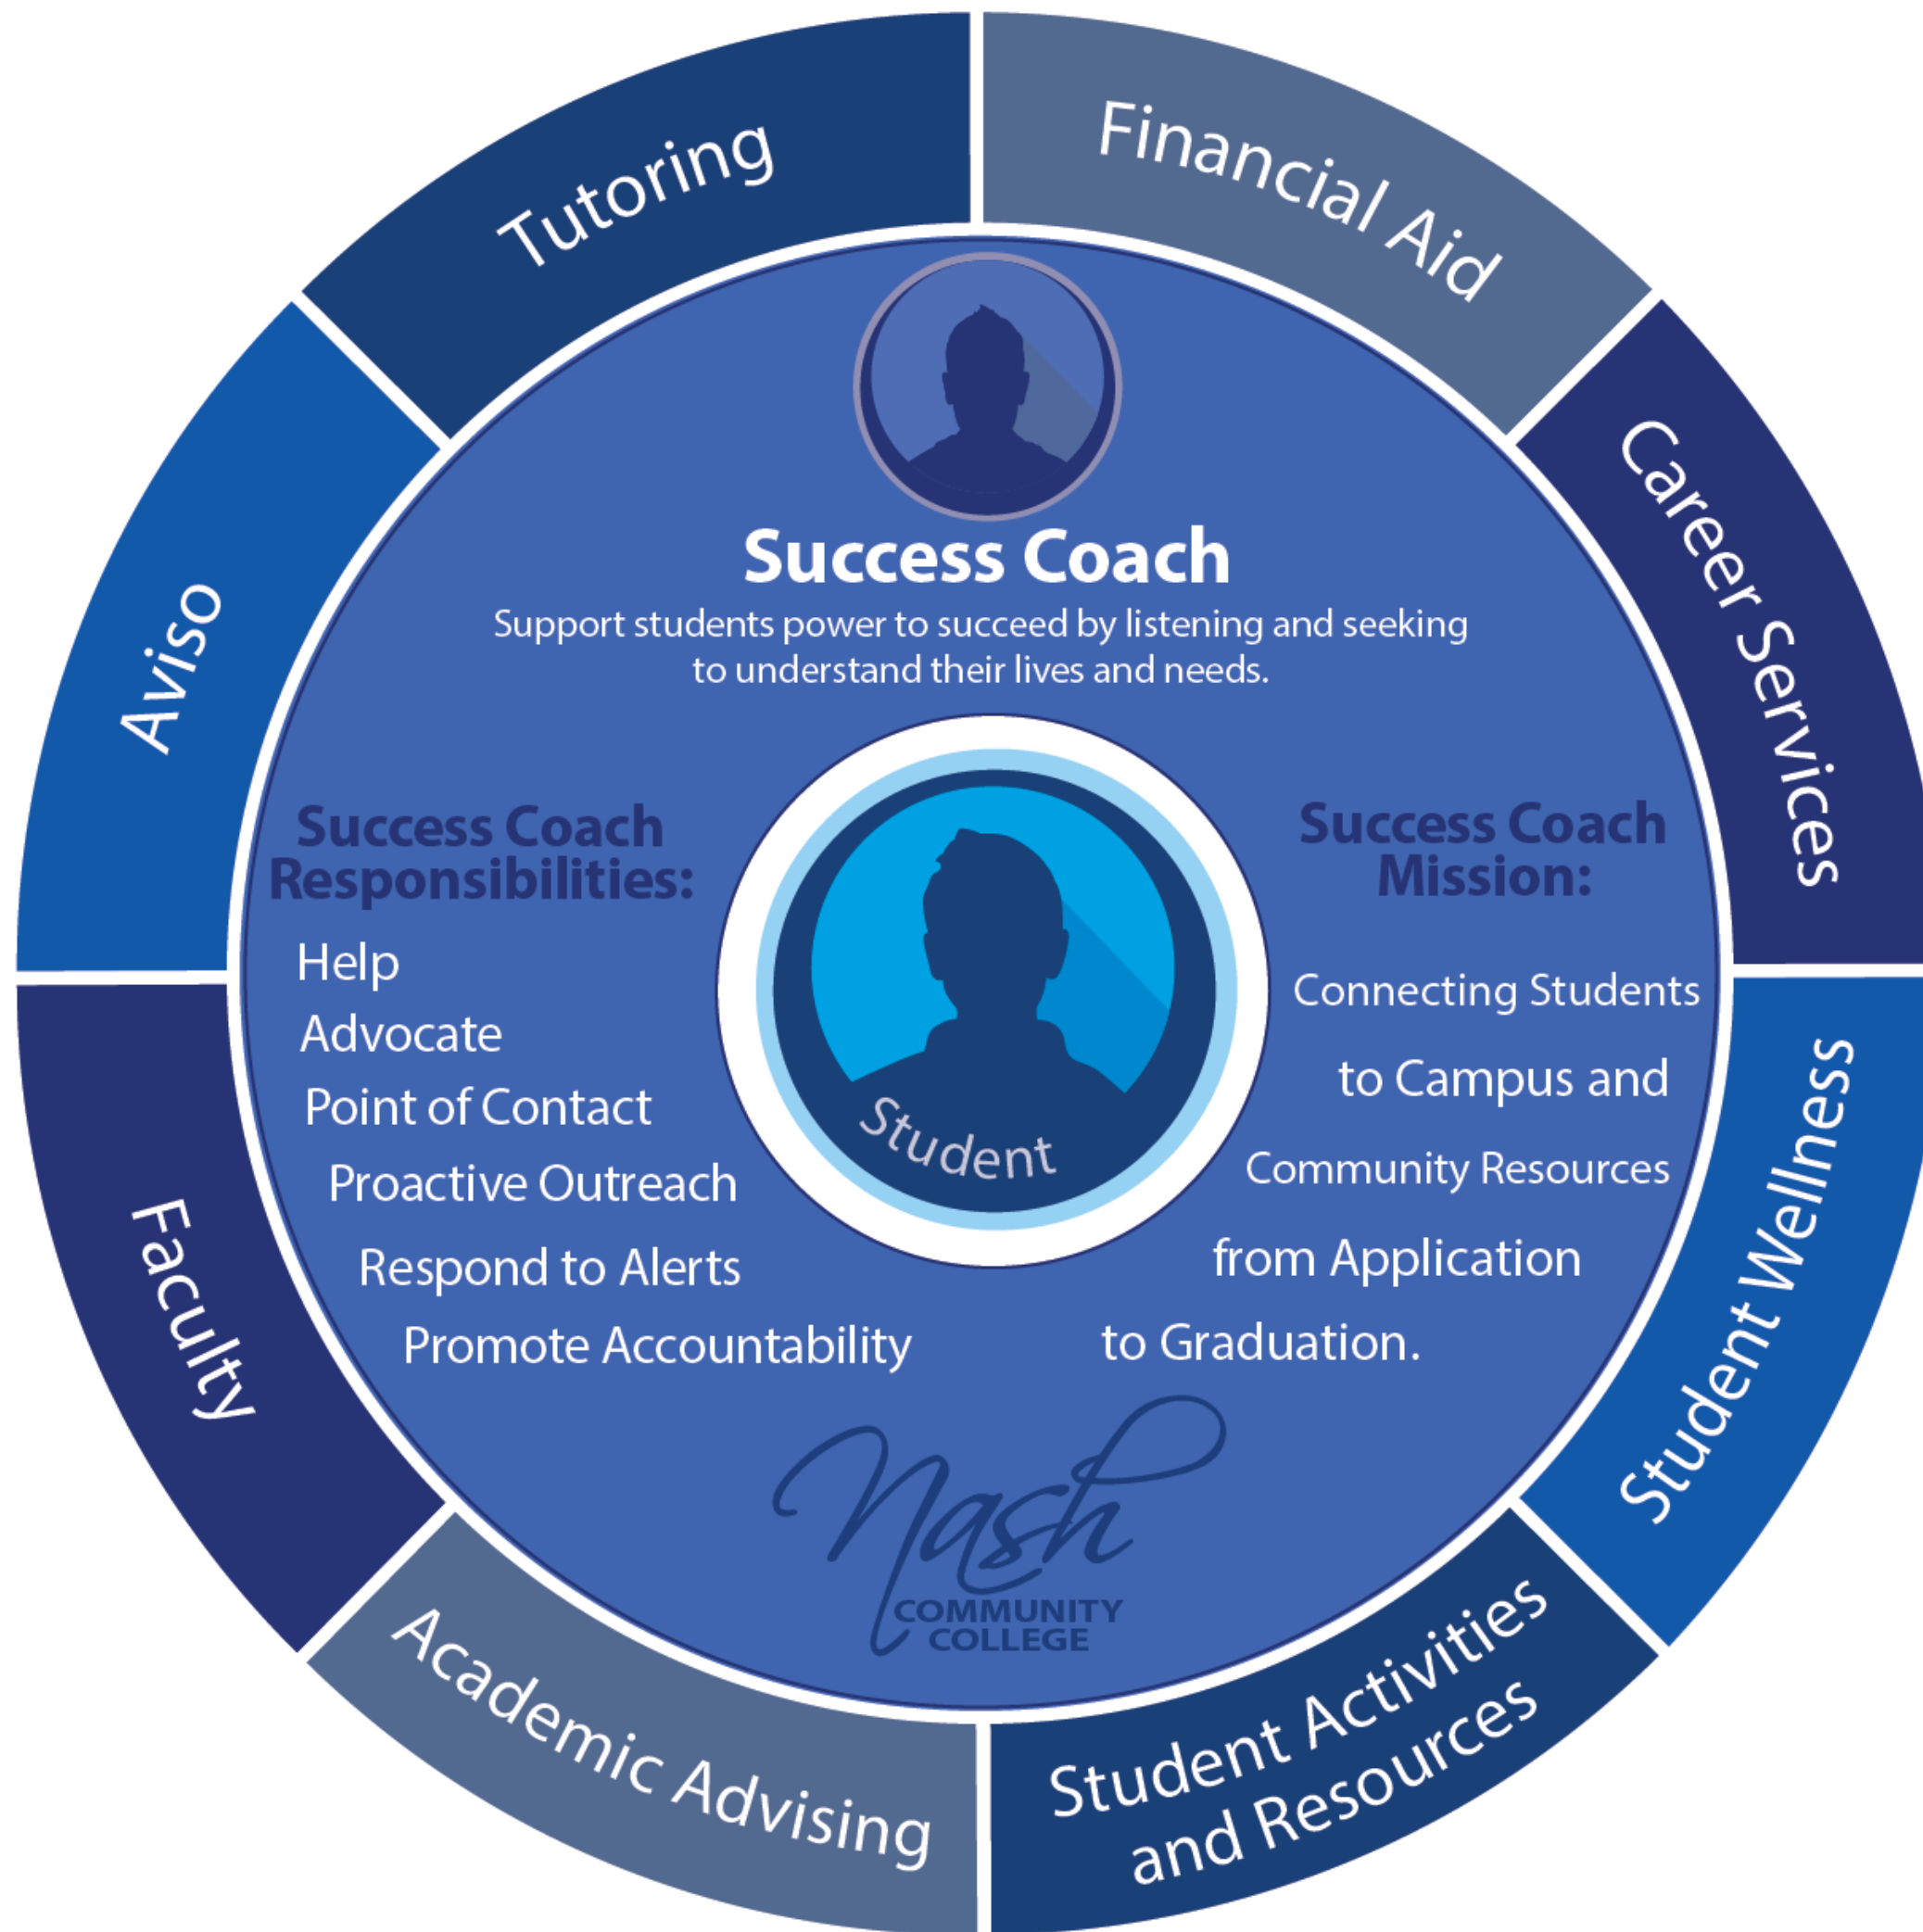 Tutoring
Financial Aid
Career Services
Student Wellness
Student Activities
and Resources
Academic Advising
Faculty
Aviso
Success Coach
Support students power to succeed by listening and seeking
to understand their lives and needs.
Success Coach
Responsibilities:
Help
Advocate
Point of Contact
Proactive Outreach
Respond to Alerts
Promote Accountability
Student
Success Coach
Mission:
Connecting Students
to Campus and
Community Resources
from Application
to Graduation.
Nash
COMMUNITY
COLLEGE